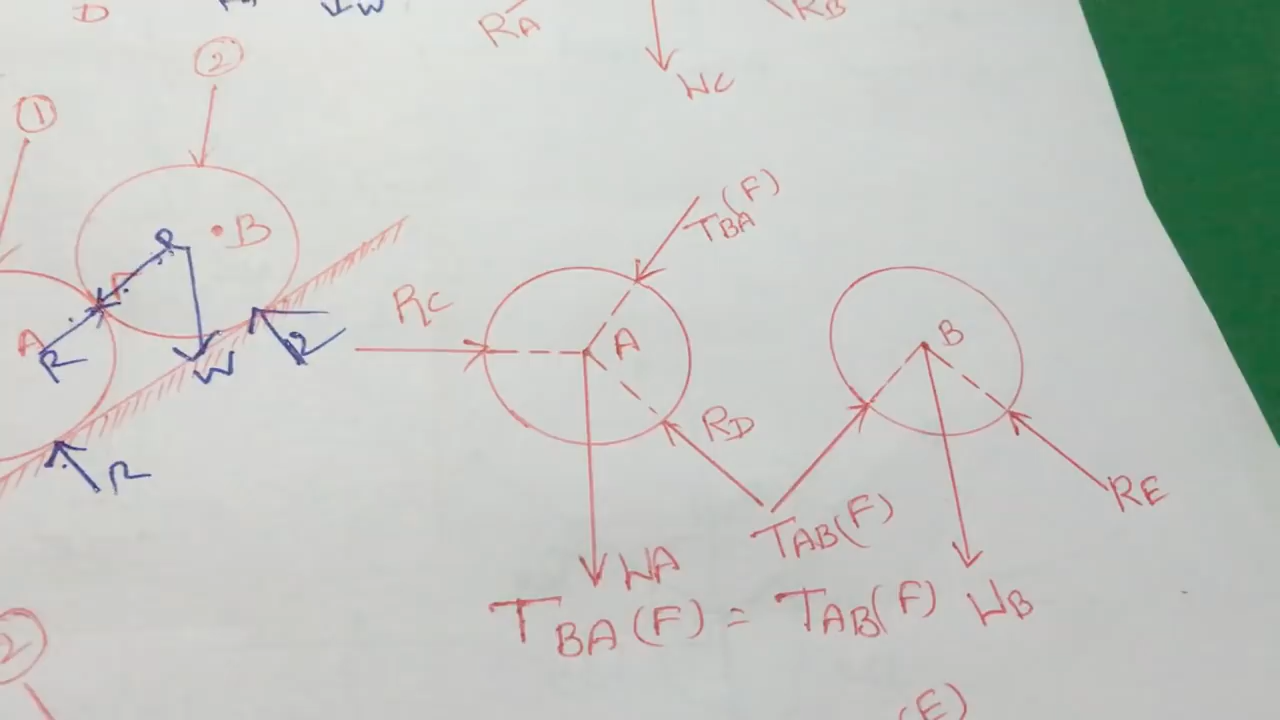 D
W
RA
RB
WC
②
①
TBA(F)
B
RC
A
R
R
W
R
A
B
RD
R
RE
TAB(F)
WA
TBA(F) = TAB(F)
WB
②
(E)